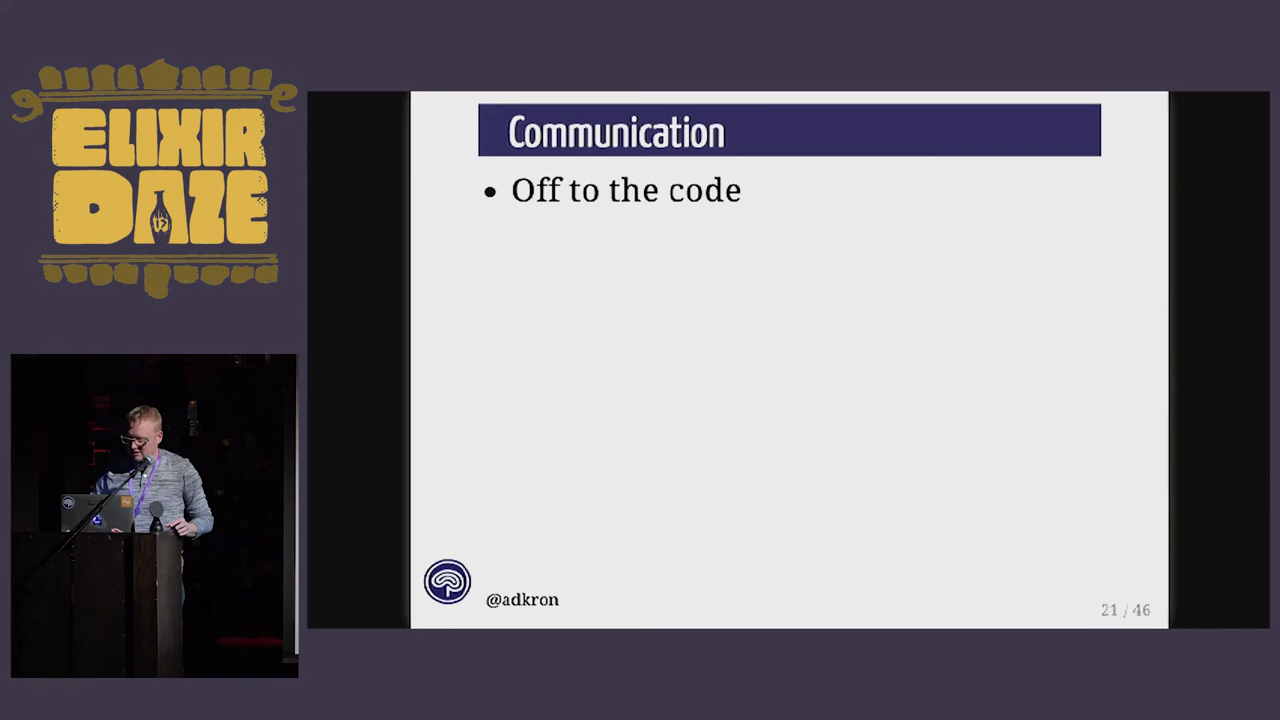 ELIXIR
DAZE
Communication
• Off to the code
@adkron
21 / 46